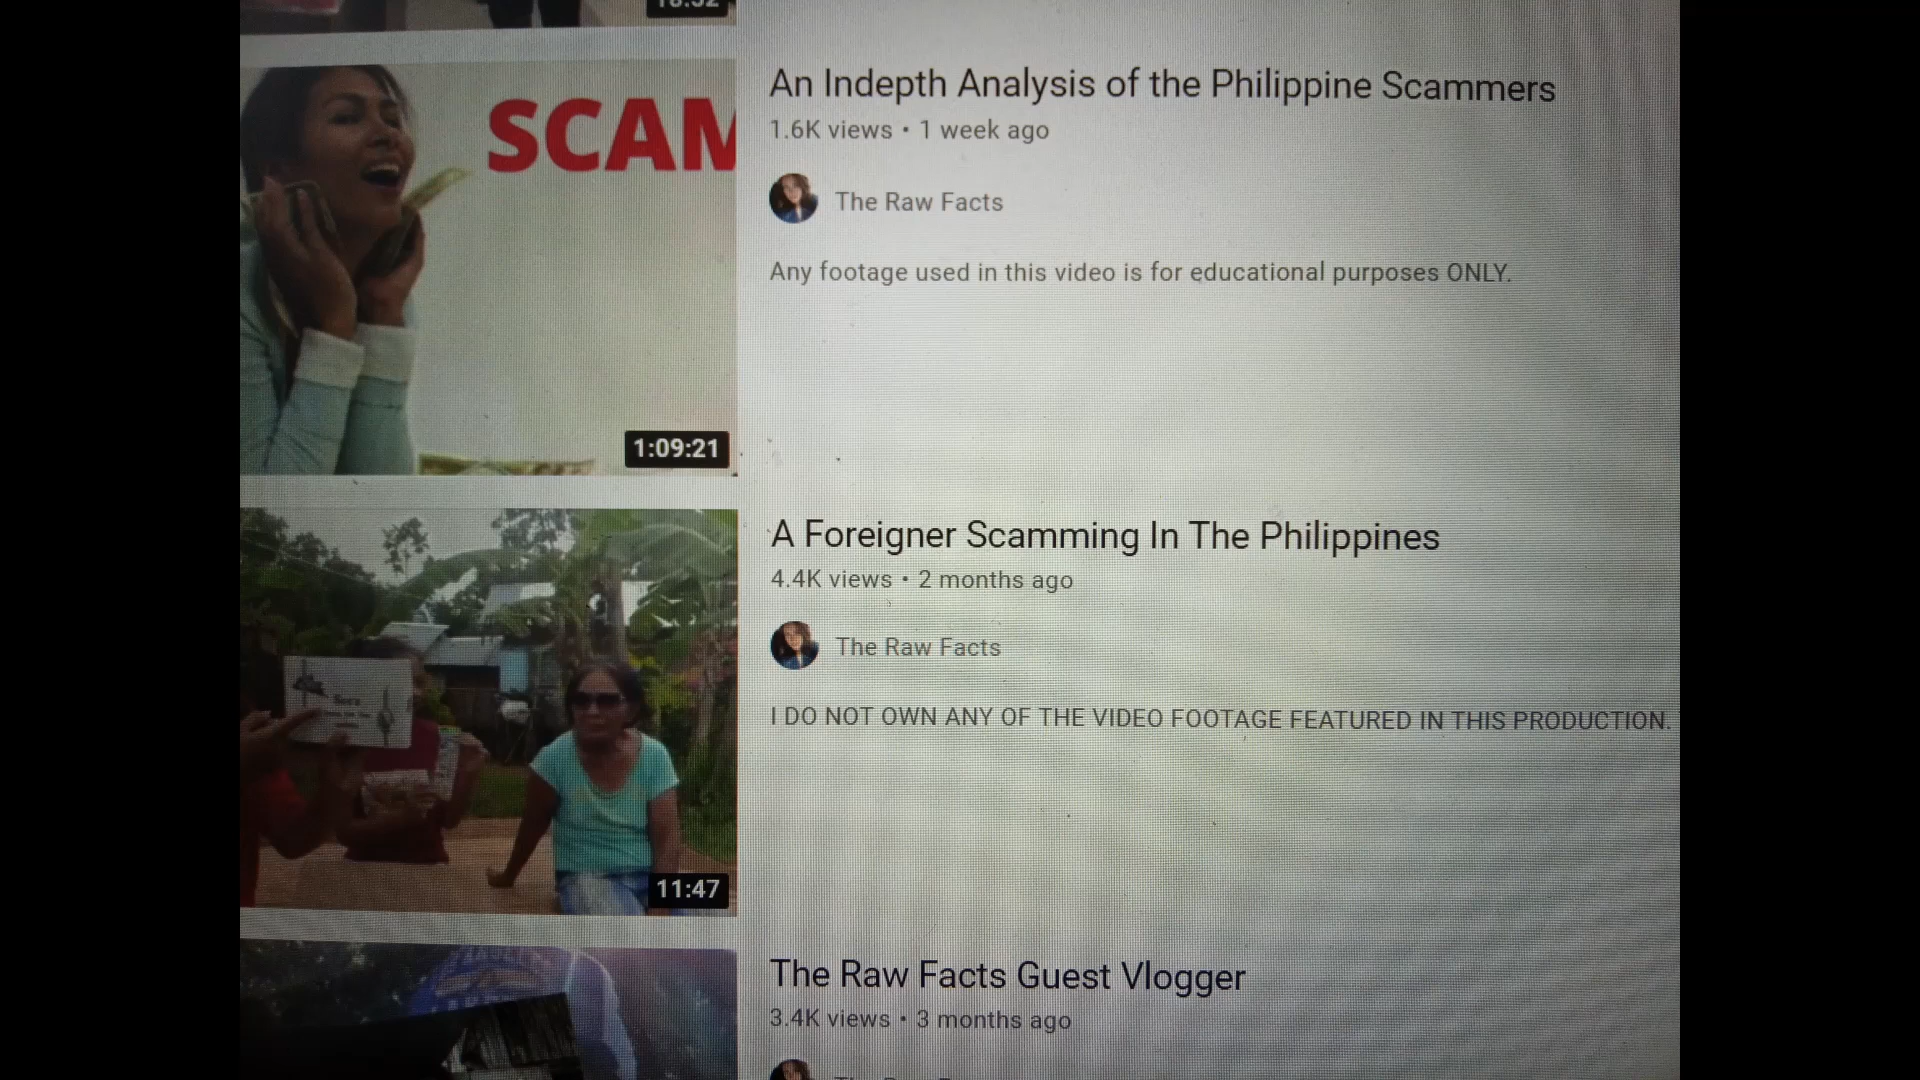 SCAM
1:09:21
An Indepth Analysis of the Philippine Scammers
1.6K views • 1 week ago
The Raw Facts
Any footage used in this video is for educational purposes ONLY.
11:47
A Foreigner Scamming In The Philippines
4.4K views • 2 months ago
The Raw Facts
I DO NOT OWN ANY OF THE VIDEO FOOTAGE FEATURED IN THIS PRODUCTION.
The Raw Facts Guest Vlogger
3.4K views • 3 months ago